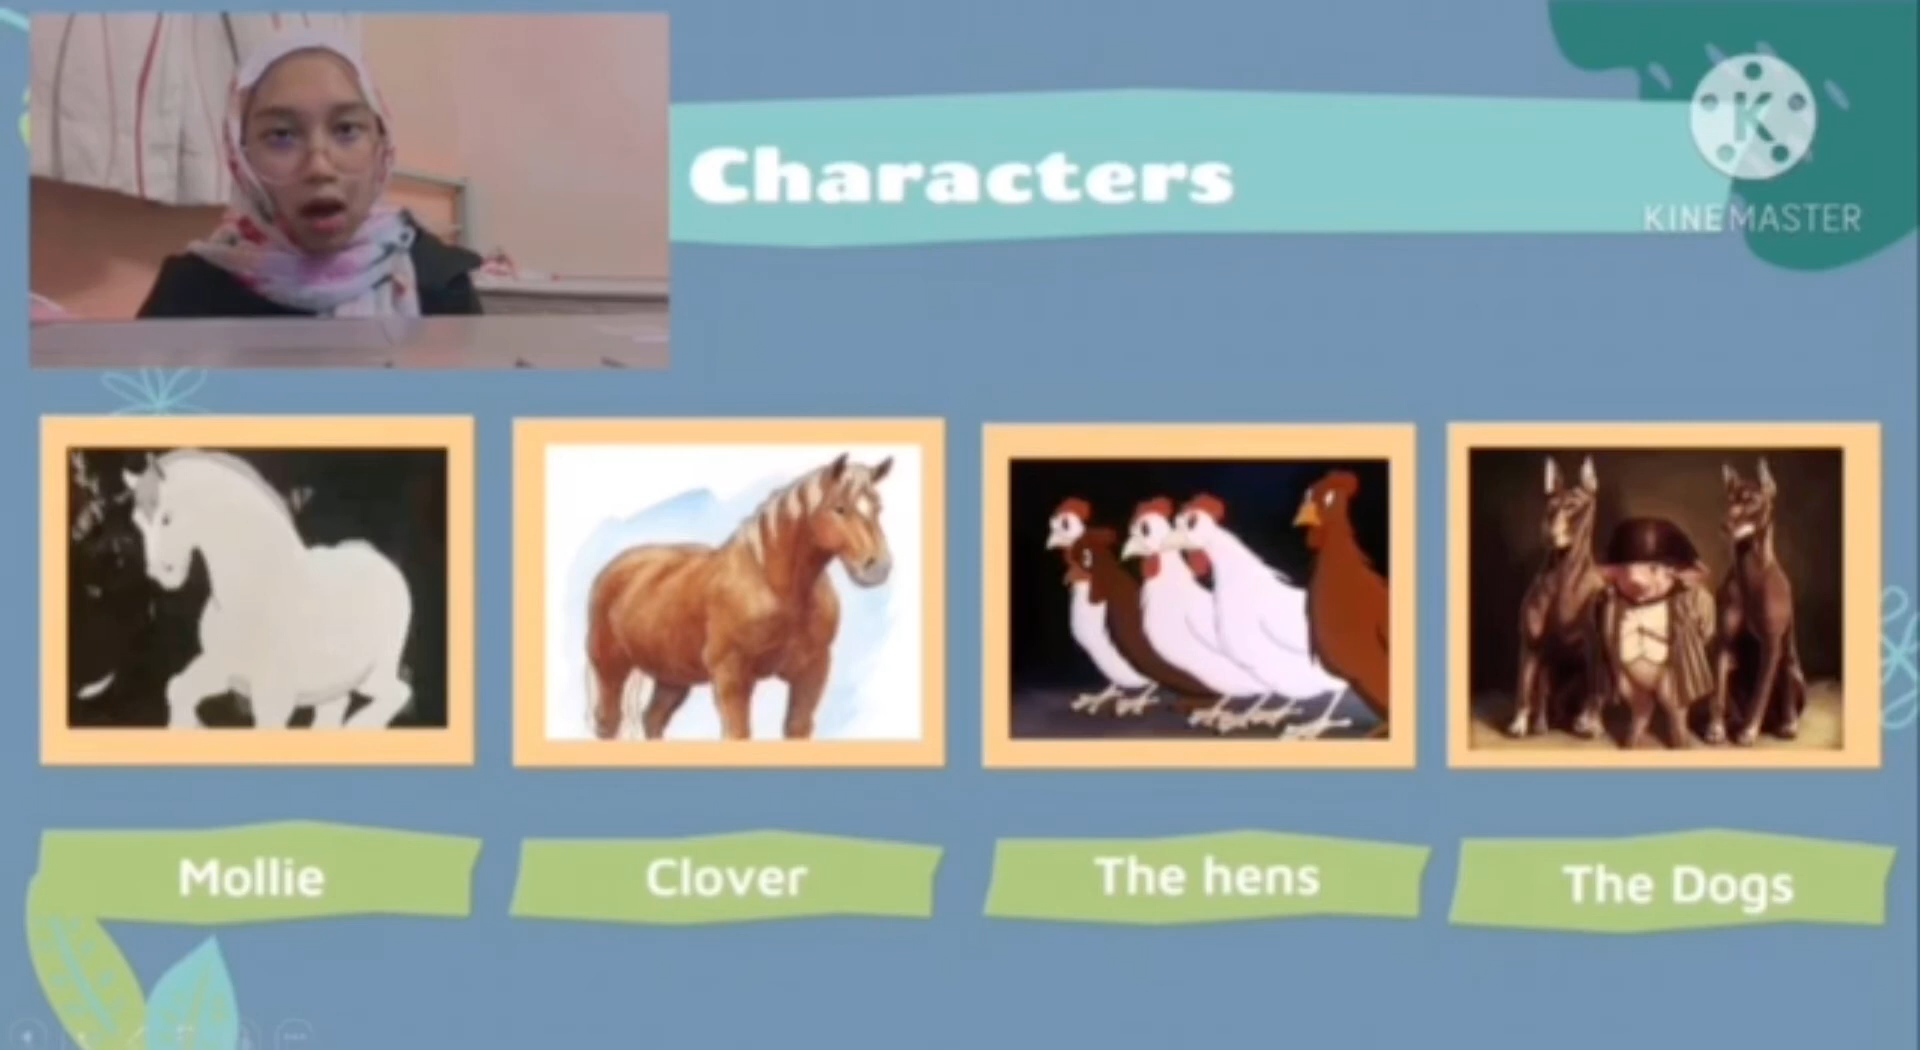 Characters
K
KINEMASTER
Mollie
Clover
The hens
The Dogs